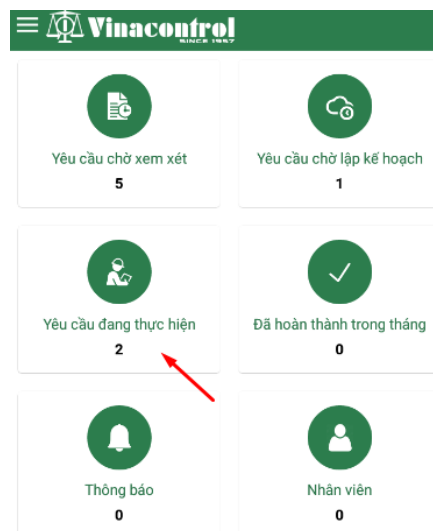 Vinacontrol
SINCE 1957
Yêu cầu chờ xem xét
5
Yêu cầu chờ lập kế hoạch
1
Yêu cầu đang thực hiện
2
Đã hoàn thành trong tháng
0
Thông báo
0
Nhân viên
0